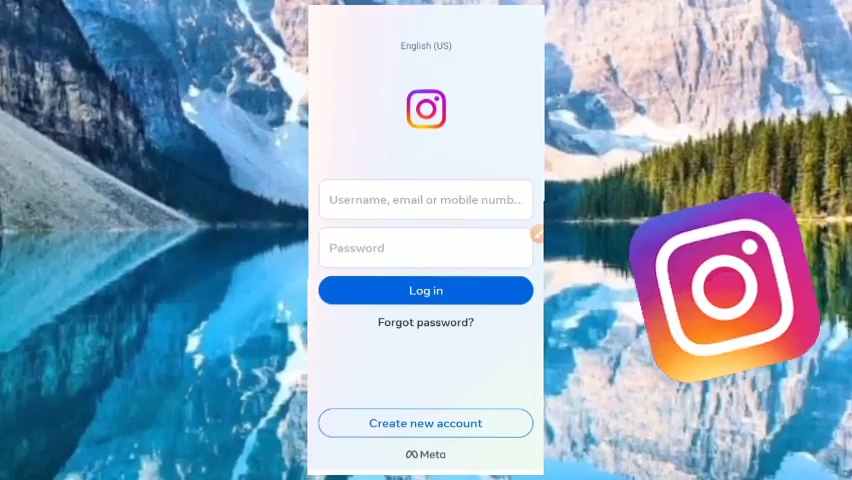 English (US)
Username, email or mobile numb..
Password
Log in
Forgot password?
Create new account
Meta